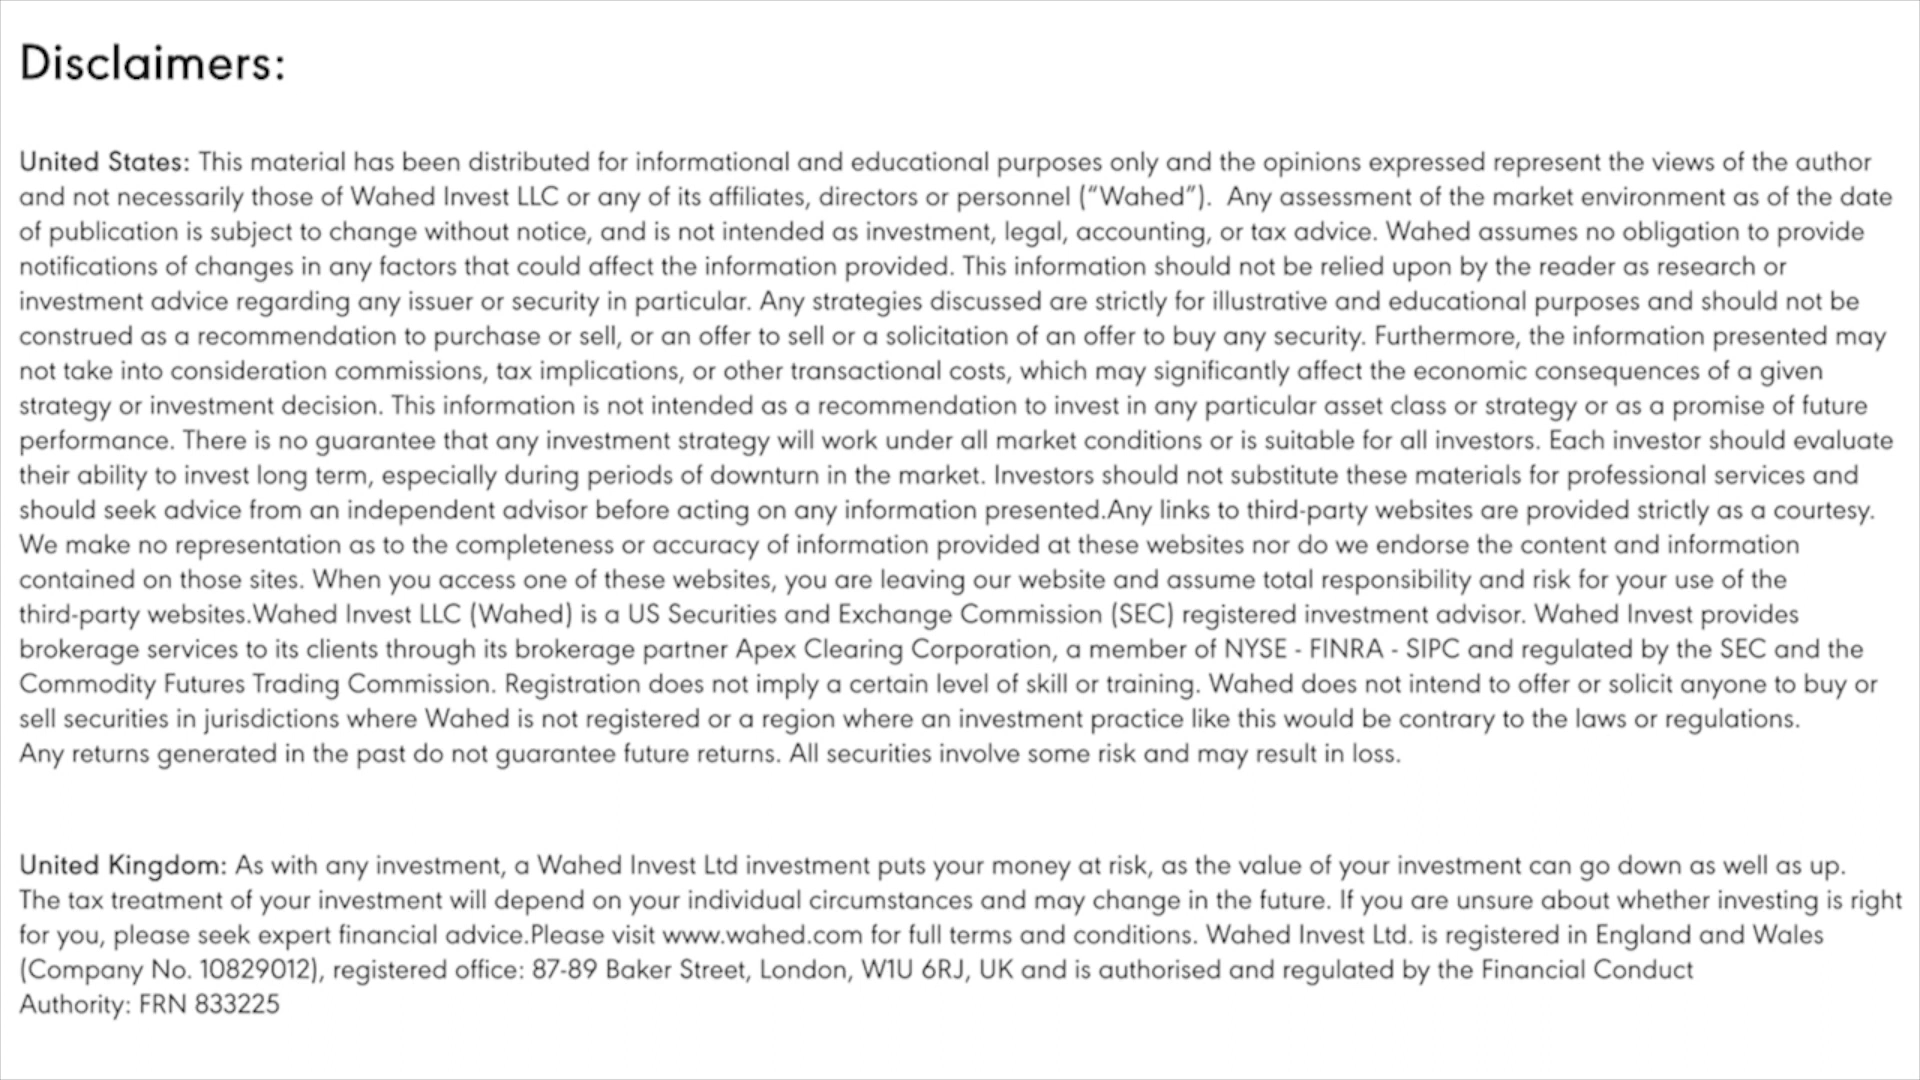 Disclaimers:
United States: This material has been distributed for informational and educational purposes only and the opinions expressed represent the views of the author
and not necessarily those of Wahed Invest LLC or any of its affiliates, directors or personnel (“Wahed”).  Any assessment of the market environment as of the date
of publication is subject to change without notice, and is not intended as investment, legal, accounting, or tax advice. Wahed assumes no obligation to provide
notifications of changes in any factors that could affect the information provided. This information should not be relied upon by the reader as research or
investment advice regarding any issuer or security in particular. Any strategies discussed are strictly for illustrative and educational purposes and should not be
construed as a recommendation to purchase or sell, or an offer to sell or a solicitation of an offer to buy any security. Furthermore, the information presented may
not take into consideration commissions, tax implications, or other transactional costs, which may significantly affect the economic consequences of a given
strategy or investment decision. This information is not intended as a recommendation to invest in any particular asset class or strategy or as a promise of future
performance. There is no guarantee that any investment strategy will work under all market conditions or is suitable for all investors. Each investor should evaluate
their ability to invest long term, especially during periods of downturn in the market. Investors should not substitute these materials for professional services and
should seek advice from an independent advisor before acting on any information presented.Any links to third-party websites are provided strictly as a courtesy.
We make no representation as to the completeness or accuracy of information provided at these websites nor do we endorse the content and information
contained on those sites. When you access one of these websites, you are leaving our website and assume total responsibility and risk for your use of the
third-party websites.Wahed Invest LLC (Wahed) is a US Securities and Exchange Commission (SEC) registered investment advisor. Wahed Invest provides
brokerage services to its clients through its brokerage partner Apex Clearing Corporation, a member of NYSE - FINRA - SIPC and regulated by the SEC and the
Commodity Futures Trading Commission. Registration does not imply a certain level of skill or training. Wahed does not intend to offer or solicit anyone to buy or
sell securities in jurisdictions where Wahed is not registered or a region where an investment practice like this would be contrary to the laws or regulations.
Any returns generated in the past do not guarantee future returns. All securities involve some risk and may result in loss.
United Kingdom: As with any investment, a Wahed Invest Ltd investment puts your money at risk, as the value of your investment can go down as well as up.
The tax treatment of your investment will depend on your individual circumstances and may change in the future. If you are unsure about whether investing is right
for you, please seek expert financial advice.Please visit www.wahed.com for full terms and conditions. Wahed Invest Ltd. is registered in England and Wales
(Company No. 10829012), registered office: 87-89 Baker Street, London, W1U 6RJ, UK and is authorised and regulated by the Financial Conduct
Authority: FRN 833225